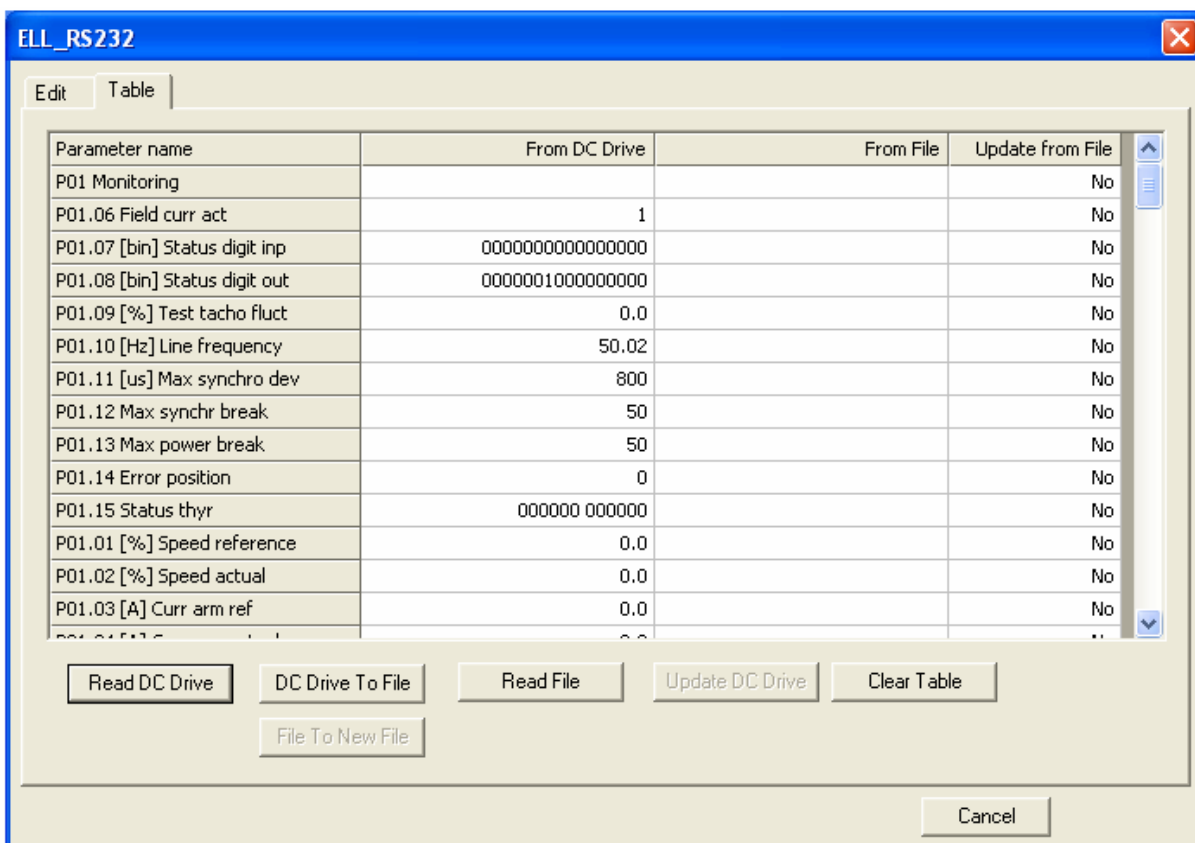 ELL_RS232
Edit Table
Parameter name From DC Drive From File Update from File
P01 Monitoring No
P01.06 Field curr act 1 No
P01.07 [bin] Status digit inp 0000000000000000 No
P01.08 [bin] Status digit out 0000001000000000 No
P01.09 [%] Test tacho fluct 0.0 No
P01.10 [Hz] Line frequency 50.02 No
P01.11 [us] Max synchro dev 800 No
P01.12 Max synchr break 50 No
P01.13 Max power break 50 No
P01.14 Error position 0 No
P01.15 Status thyr 000000 000000 No
P01.01 [%] Speed reference 0.0 No
P01.02 [%] Speed actual 0.0 No
P01.03 [A] Curr arm ref 0.0 No
Read DC Drive DC Drive To File Read File Update DC Drive Clear Table
File To New File
Cancel